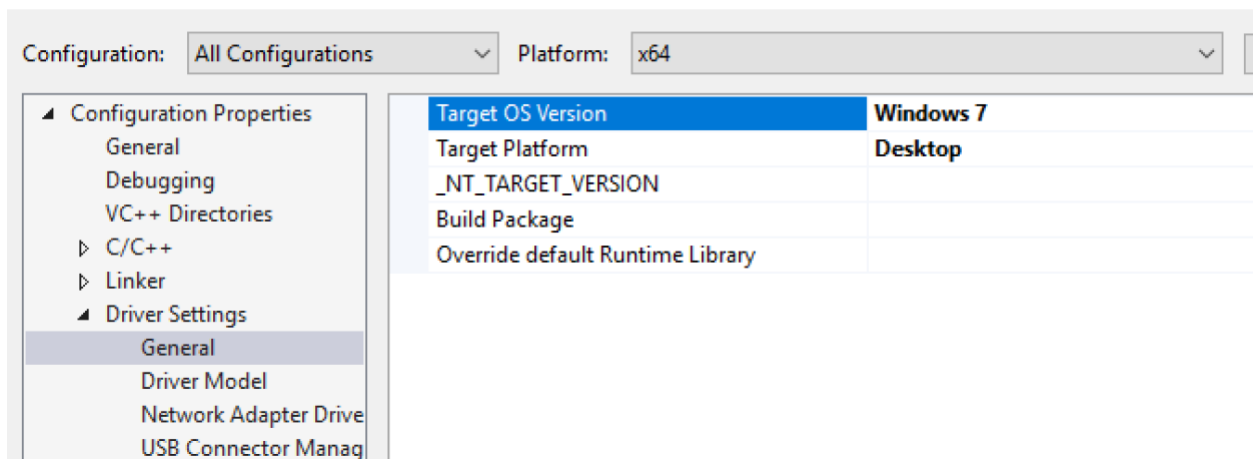 Configuration: All Configurations Platform: x64
Configuration Properties
General
Debugging
VC++ Directories
C/C++
Linker
Driver Settings
General
Driver Model
Network Adapter Drive
USB Connector Manag
Target OS Version Windows 7
Target Platform Desktop
_NT_TARGET_VERSION
Build Package
Override default Runtime Library